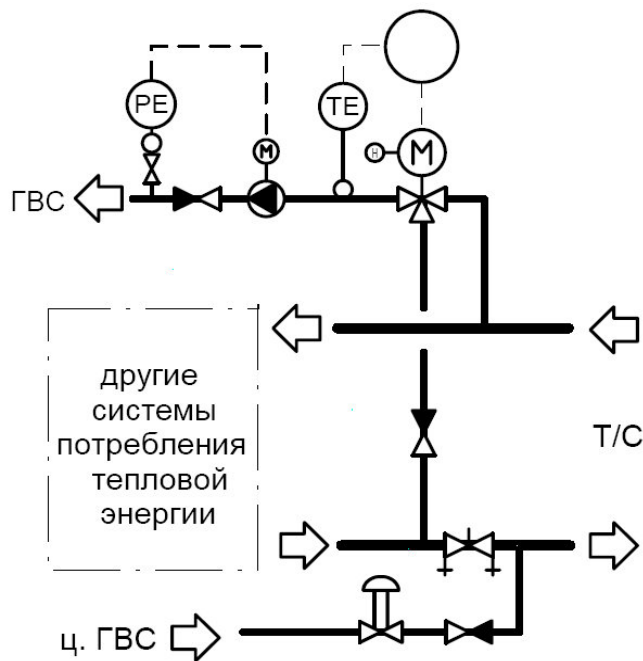 PE
TE
М
Н
М
ГВС
другие
системы
потребления
тепловой
энергии
Т/С
ц. ГВС